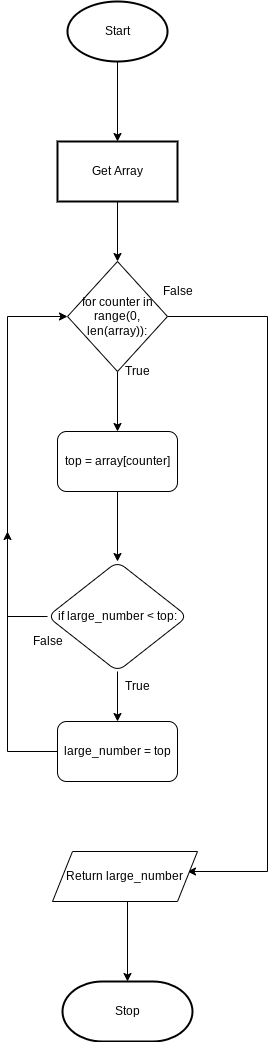 Start
Get Array
for counter in
range(0,
len(array)):
False
True
top = array[counter]
if large_number < top:
False
True
large_number = top
Return large_number
Stop